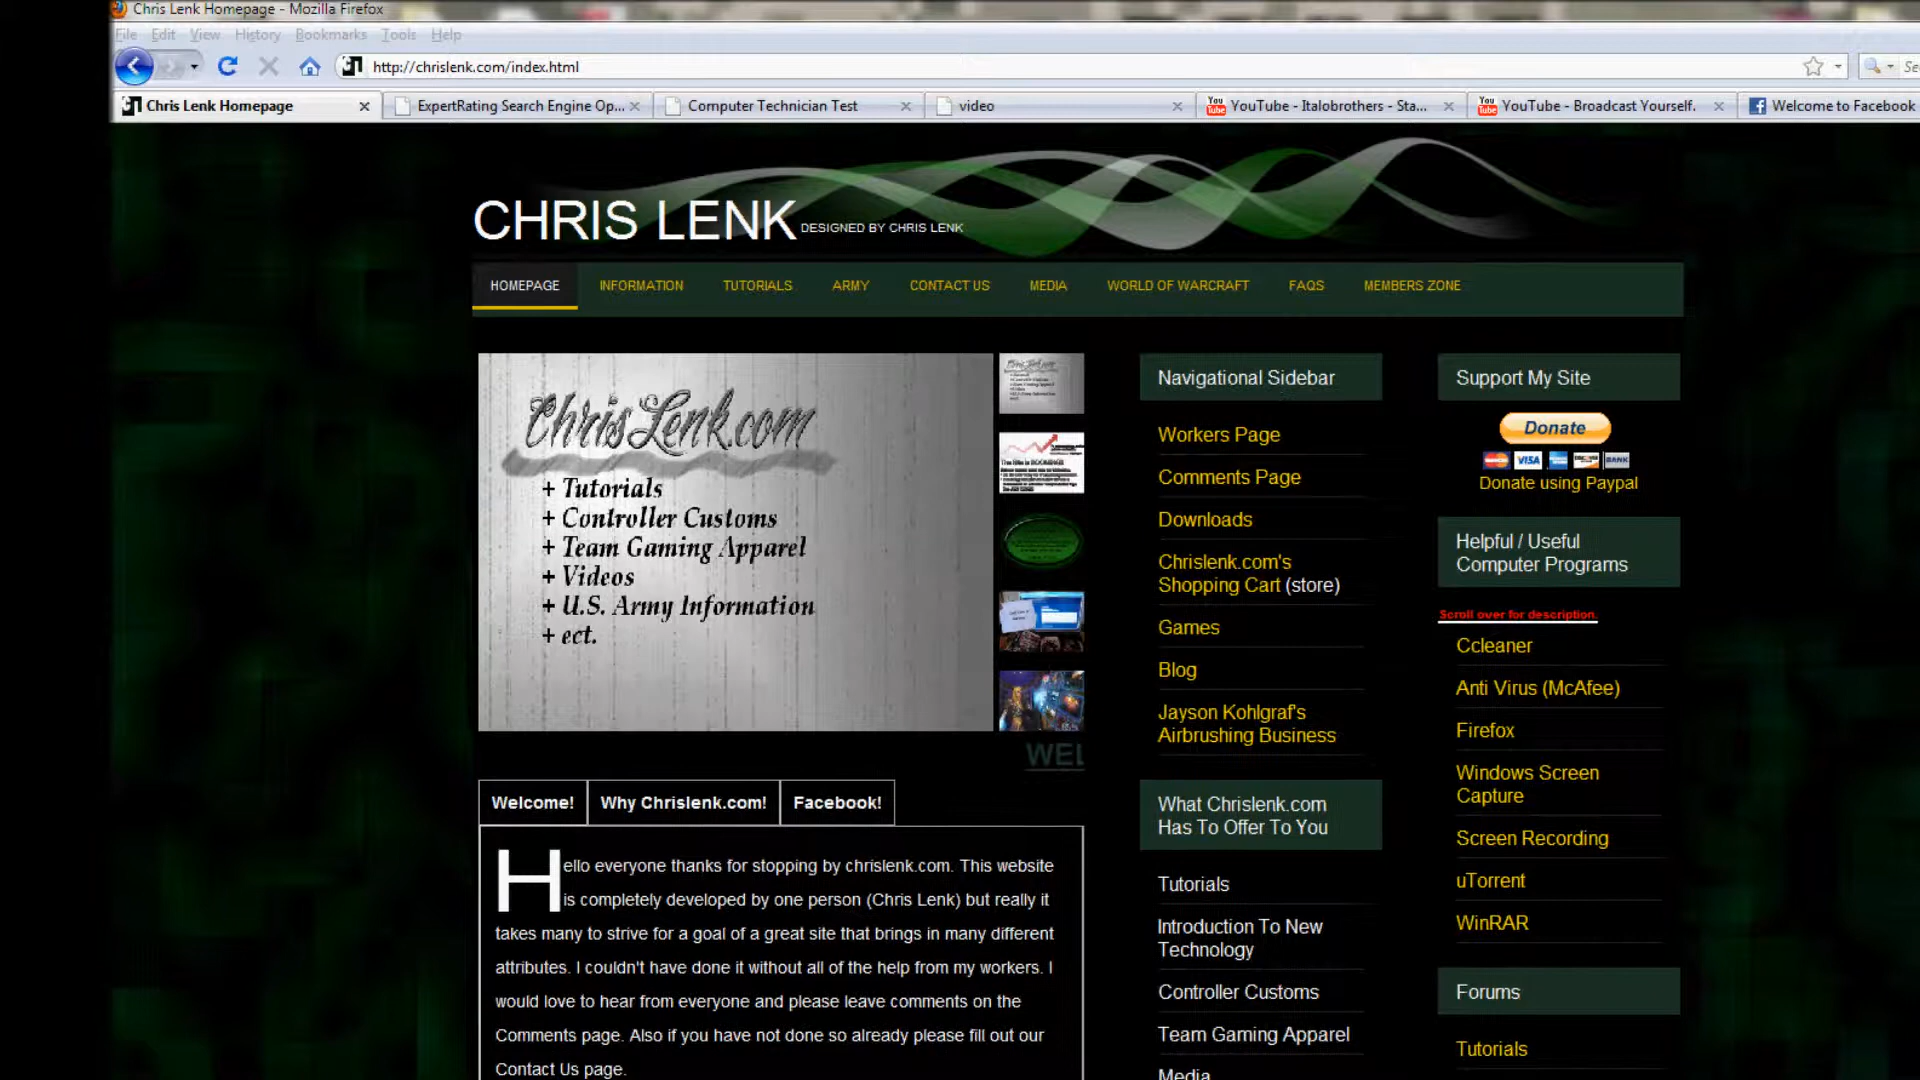 Chris Lenk Homepage - Mozilla Firefox
File Edit View History Bookmarks Tools Help
http://chrislenk.com/index.html
Chris Lenk Homepage
ExpertRating Search Engine Op...
Computer Technician Test
video
YouTube - Italobrothers - Sta...
YouTube - Broadcast Yourself.
Welcome to Facebook
CHRIS LENK DESIGNED BY CHRIS LENK
HOMEPAGE INFORMATION TUTORIALS ARMY CONTACT US MEDIA WORLD OF WARCRAFT FAQS MEMBERS ZONE
ChrisLenk.com
+ Tutorials
+ Controller Customs
+ Team Gaming Apparel
+ Videos
+ U.S. Army Information
+ ect.
WEL
Welcome! Why Chrislenk.com! Facebook!
Hello everyone thanks for stopping by chrislenk.com. This website
is completely developed by one person (Chris Lenk) but really it
takes many to strive for a goal of a great site that brings in many different
attributes. I couldn't have done it without all of the help from my workers. I
would love to hear from everyone and please leave comments on the
Comments page. Also if you have not done so already please fill out our
Contact Us page.
Navigational Sidebar
Workers Page
Comments Page
Downloads
Chrislenk.com's
Shopping Cart (store)
Games
Blog
Jayson Kohlgraf's
Airbrushing Business
What Chrislenk.com
Has To Offer To You
Tutorials
Introduction To New
Technology
Controller Customs
Team Gaming Apparel
Media
Support My Site
Donate
VISA
BANK
Donate using Paypal
Helpful / Useful
Computer Programs
Scroll over for description.
Ccleaner
Anti Virus (McAfee)
Firefox
Windows Screen
Capture
Screen Recording
uTorrent
WinRAR
Forums
Tutorials